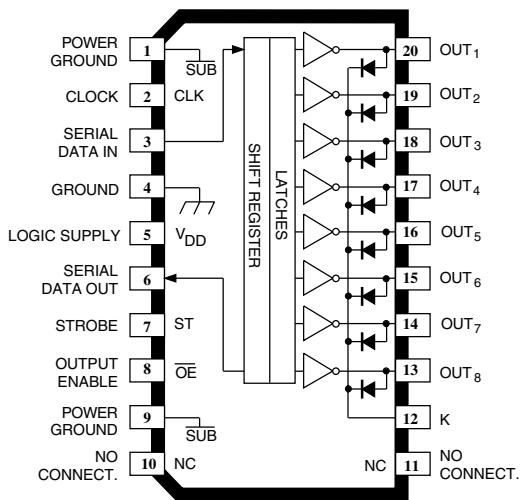 POWER
GROUND
1
SUB
CLOCK
2
CLK
SERIAL
DATA IN
3
GROUND
4
LOGIC SUPPLY
5
VDD
SERIAL
DATA OUT
6
STROBE
7
ST
OUTPUT
ENABLE
8
OE
POWER
GROUND
9
SUB
NO
CONNECT.
10
NC
SHIFT REGISTER
LATCHES
20
OUT1
19
OUT2
18
OUT3
17
OUT4
16
OUT5
15
OUT6
14
OUT7
13
OUT8
12
K
NC
11
NO
CONNECT.